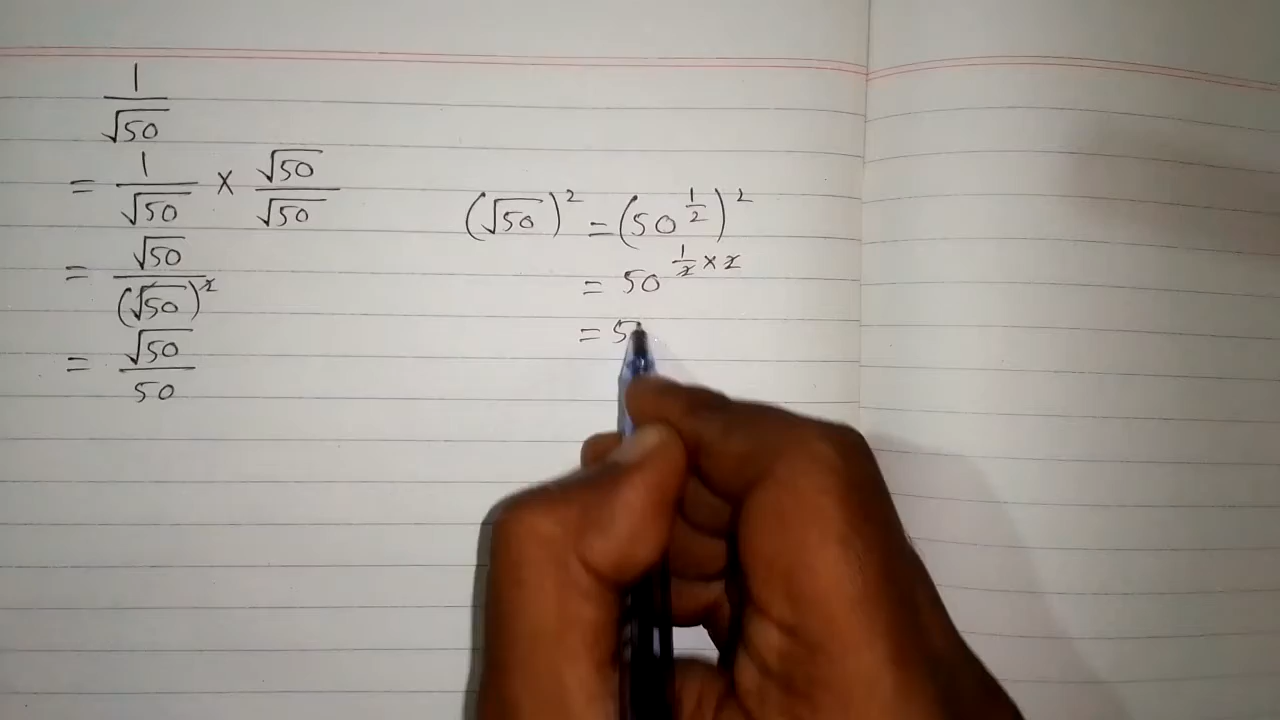 1/√50
= 1/√50 × √50/√50
= √50/(√50)²
= √50/50
(√50)² = (50^1/2)²
= 50^1/2 × 2
= 5